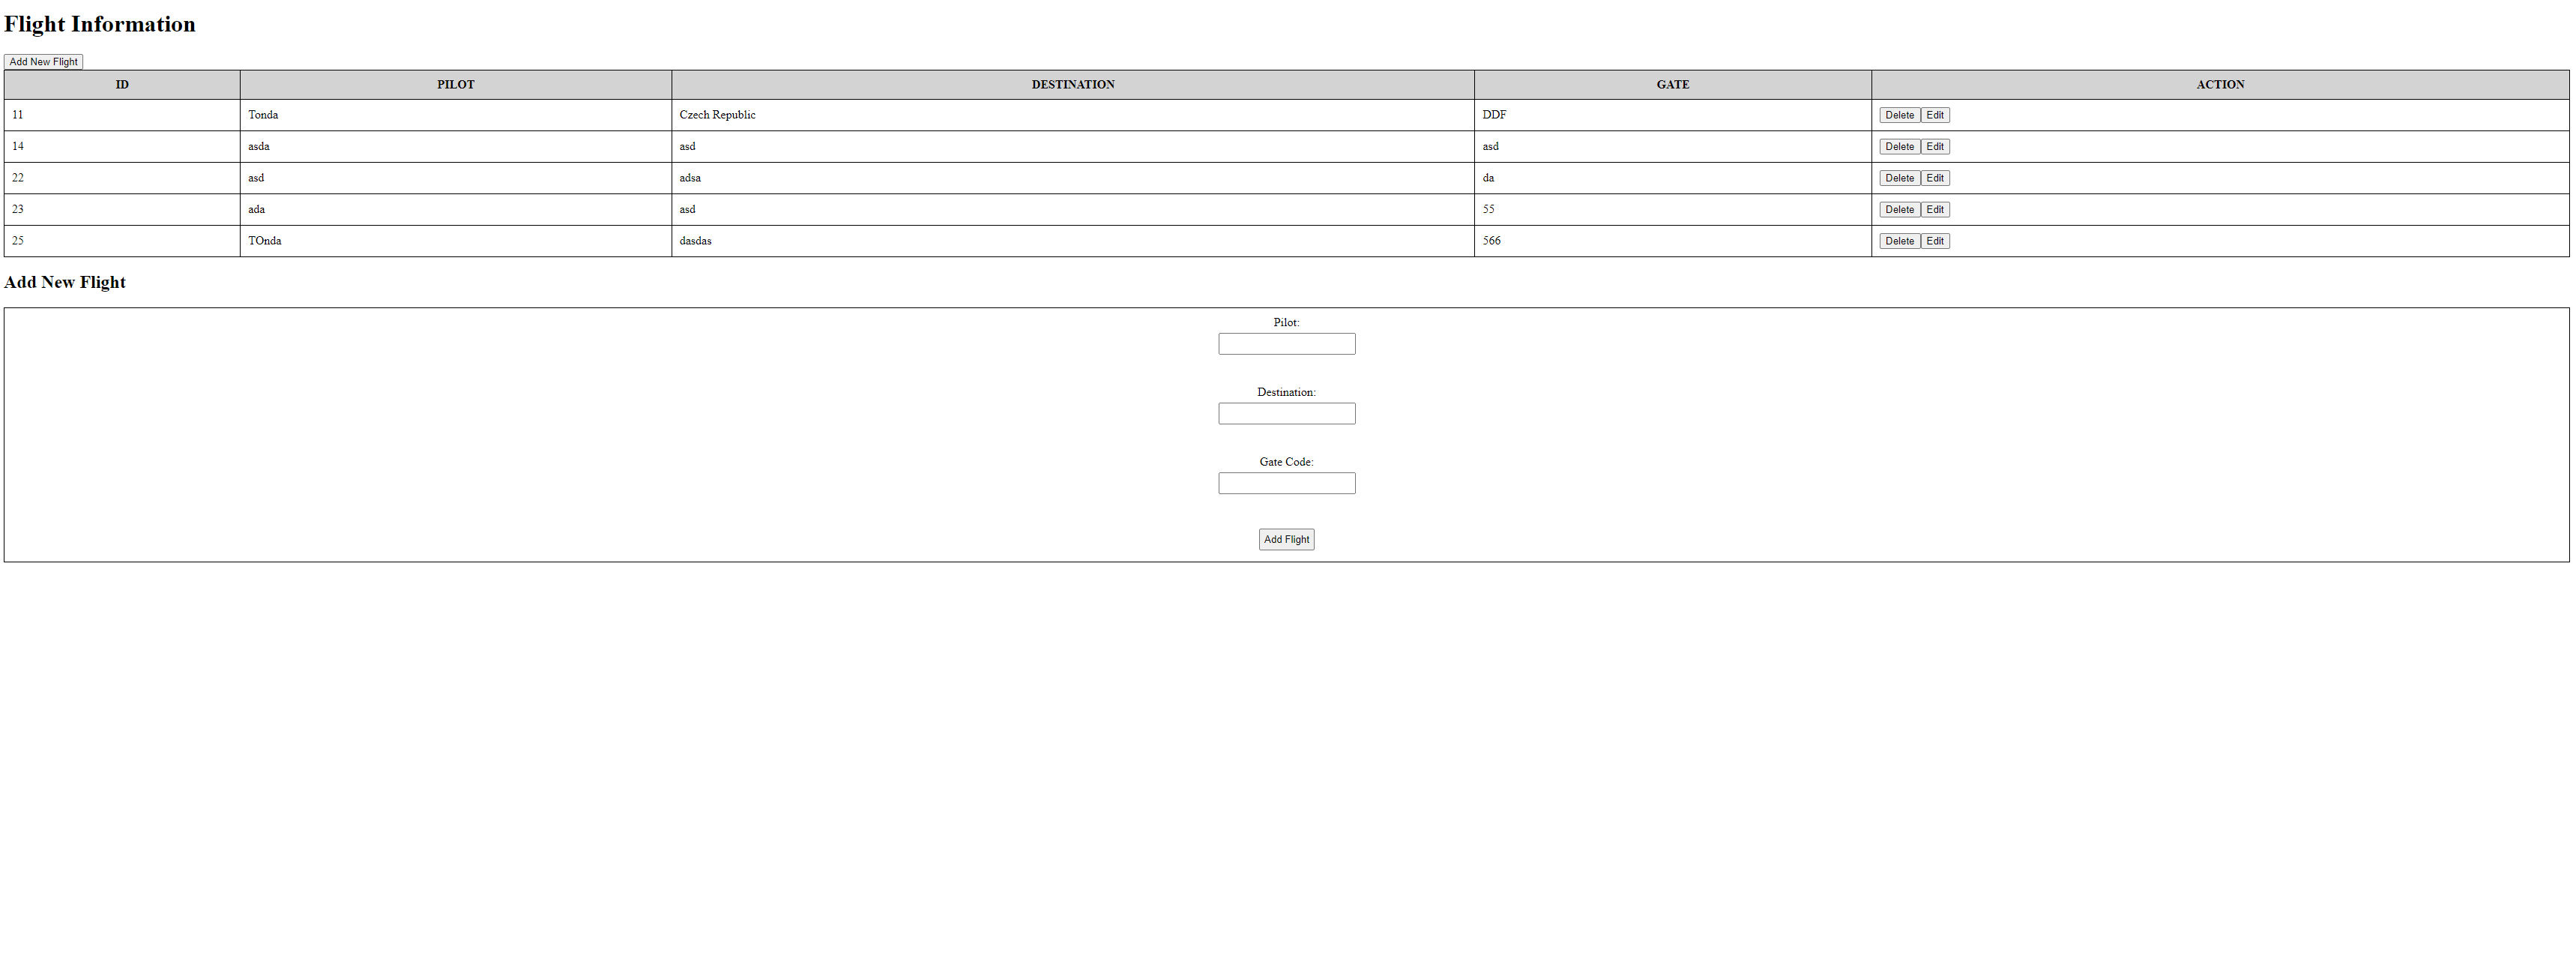 Flight Information
Add New Flight
ID PILOT DESTINATION GATE ACTION
11 Tonda Czech Republic DDF Delete Edit
14 asda asd asd Delete Edit
22 asd adsa da Delete Edit
23 ada asd 55 Delete Edit
25 TOnda dasdas 566 Delete Edit
Add New Flight
Pilot:
Destination:
Gate Code:
Add Flight